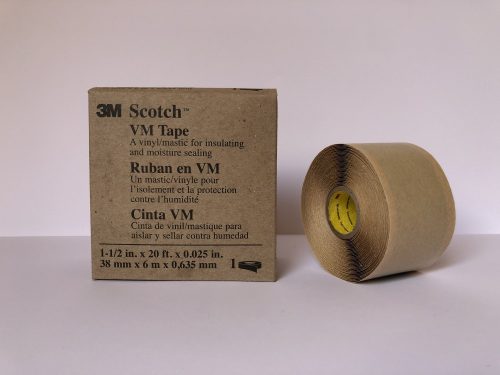 3M Scotch™
VM Tape
A vinyl/mastic for insulating
and moisture sealing
Ruban en VM
Un mastic/vinyle pour
l'isolement et la protection
contre l'humidité
Cinta VM
Cinta de vinil/mastique para
aislar y sellar contra humedad
1-1/2 in. x 20 ft. x 0.025 in.
38 mm x 6 m x 0,635 mm 1